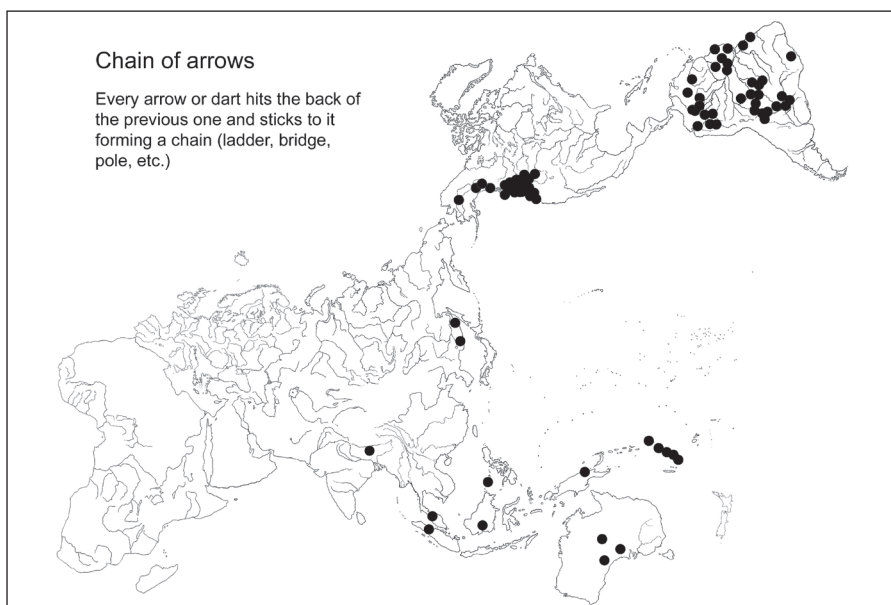 Chain of arrows
Every arrow or dart hits the back of
the previous one and sticks to it
forming a chain (ladder, bridge,
pole, etc.)